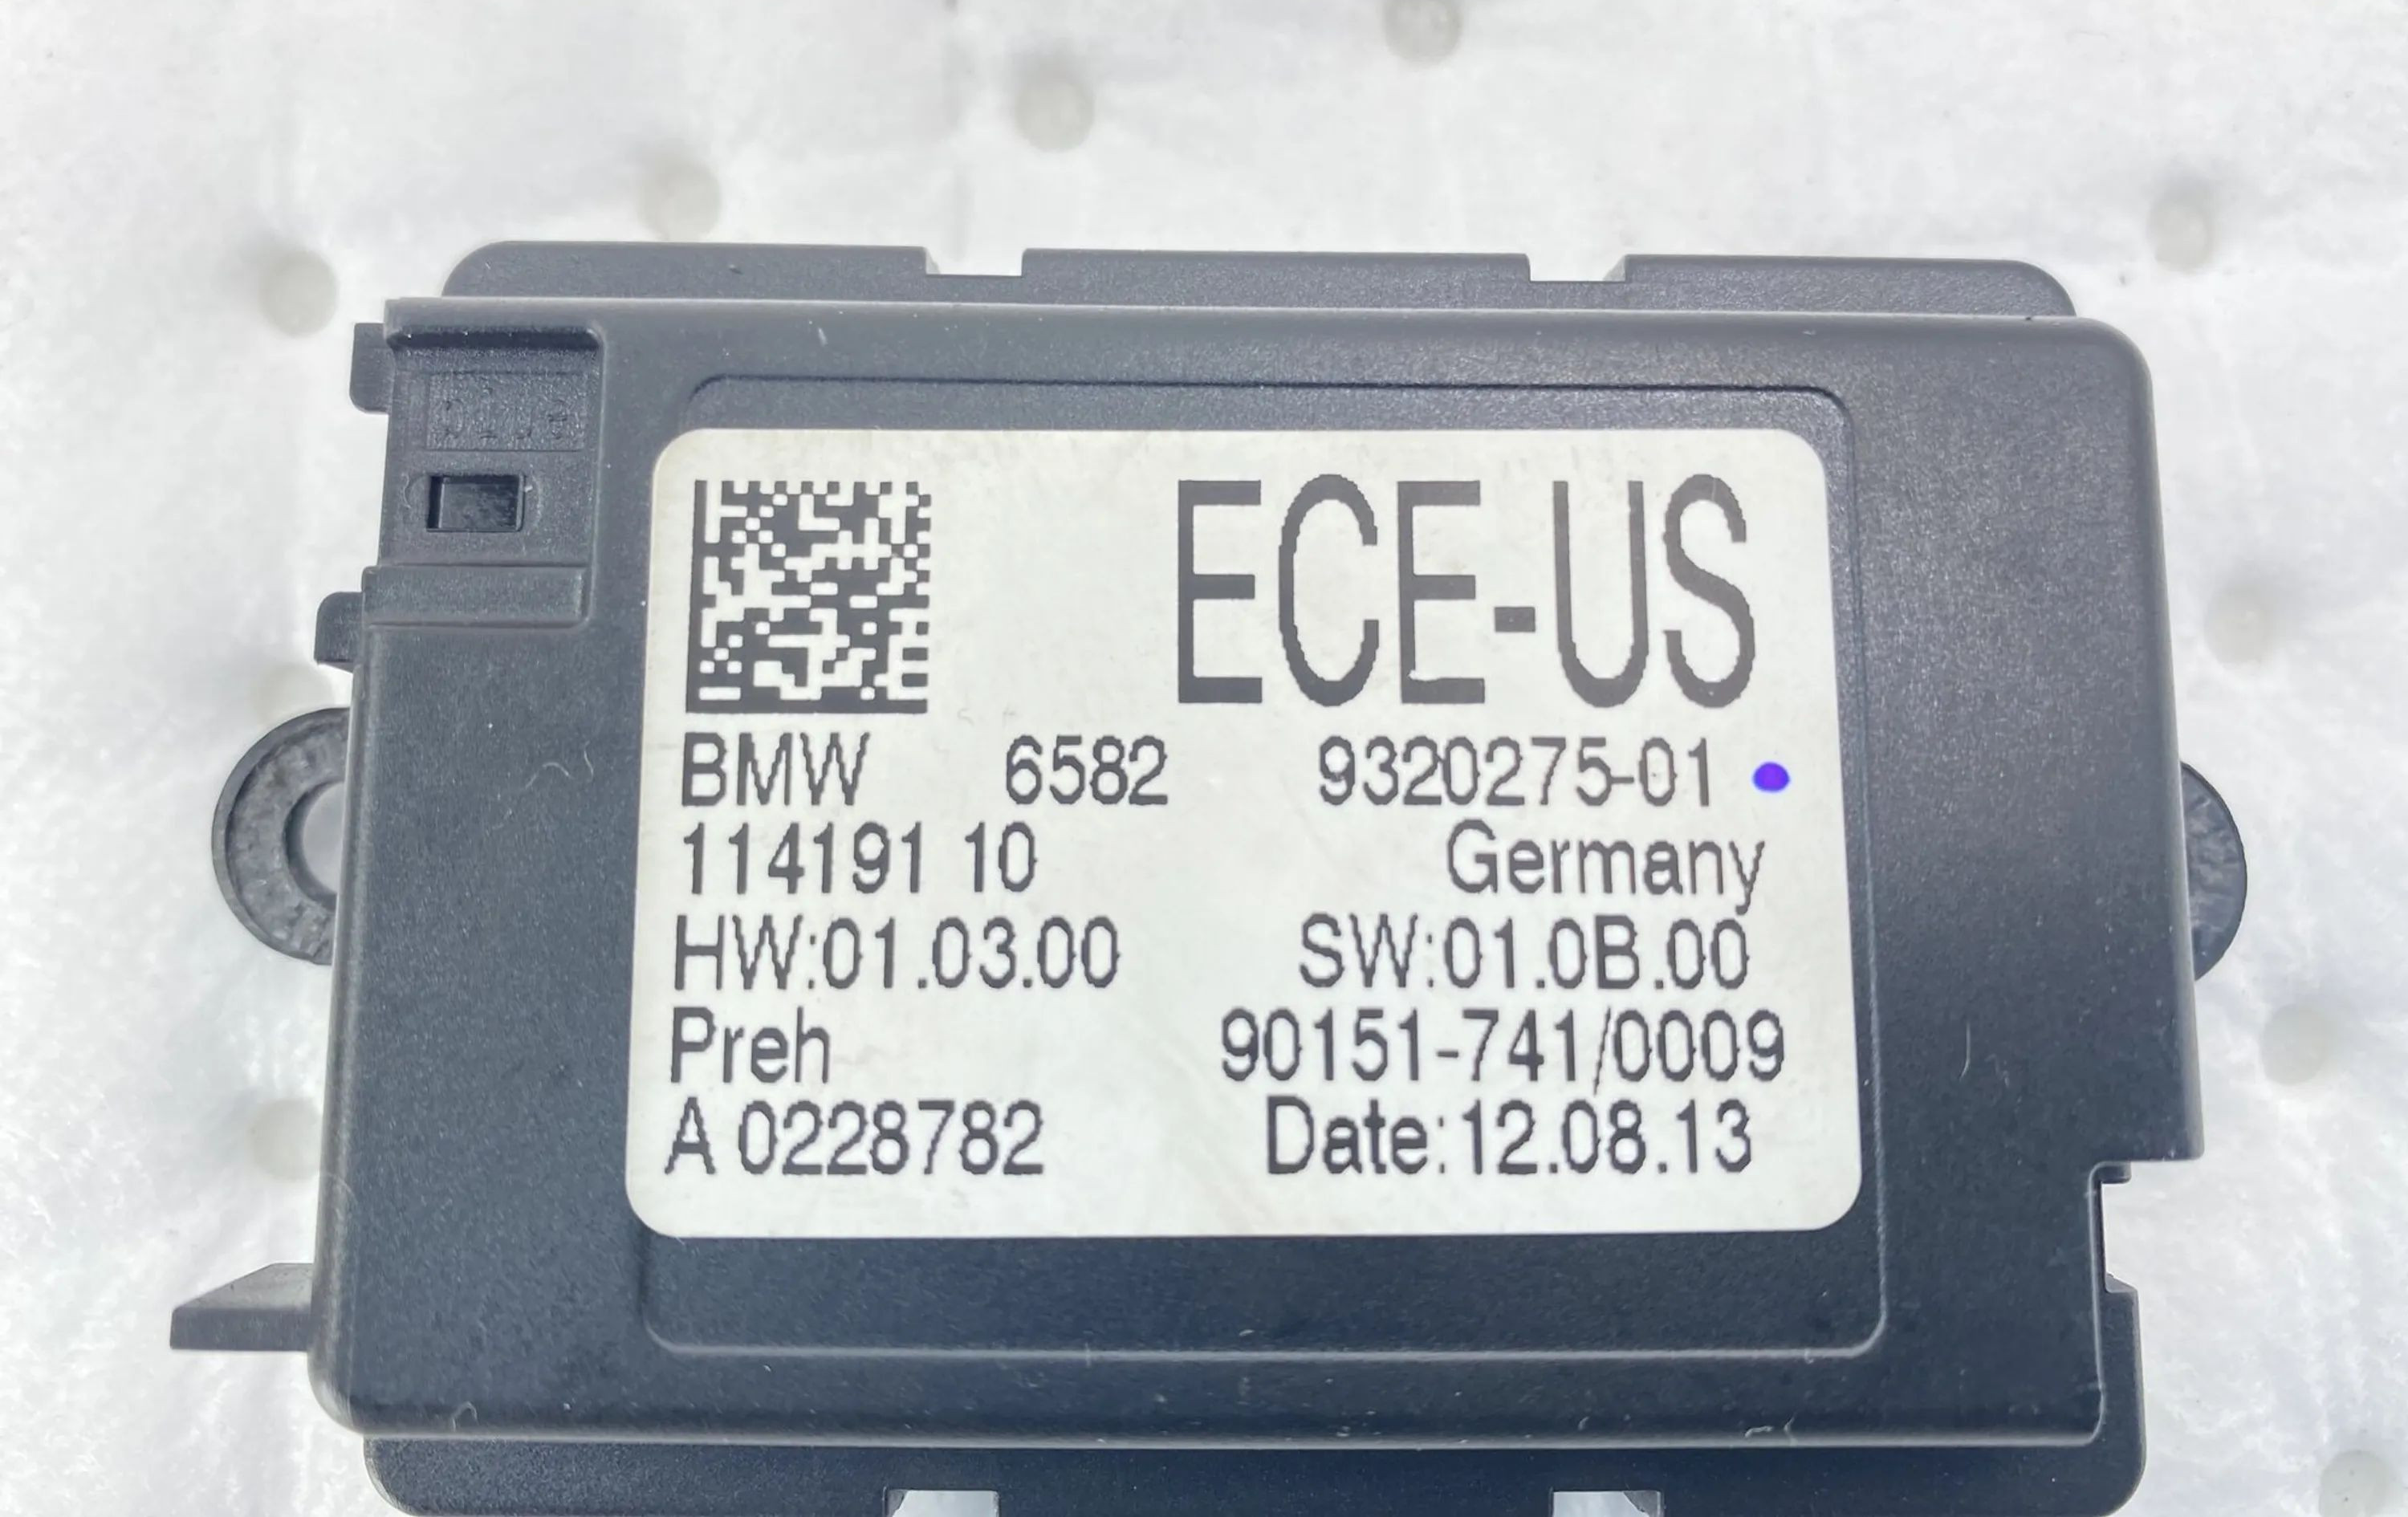 ECE-US
BMW 6582 9320275-01
114191 10 Germany
HW:01.03.00 SW:01.0B.00
Preh 90151-741/0009
A 0228782 Date:12.08.13